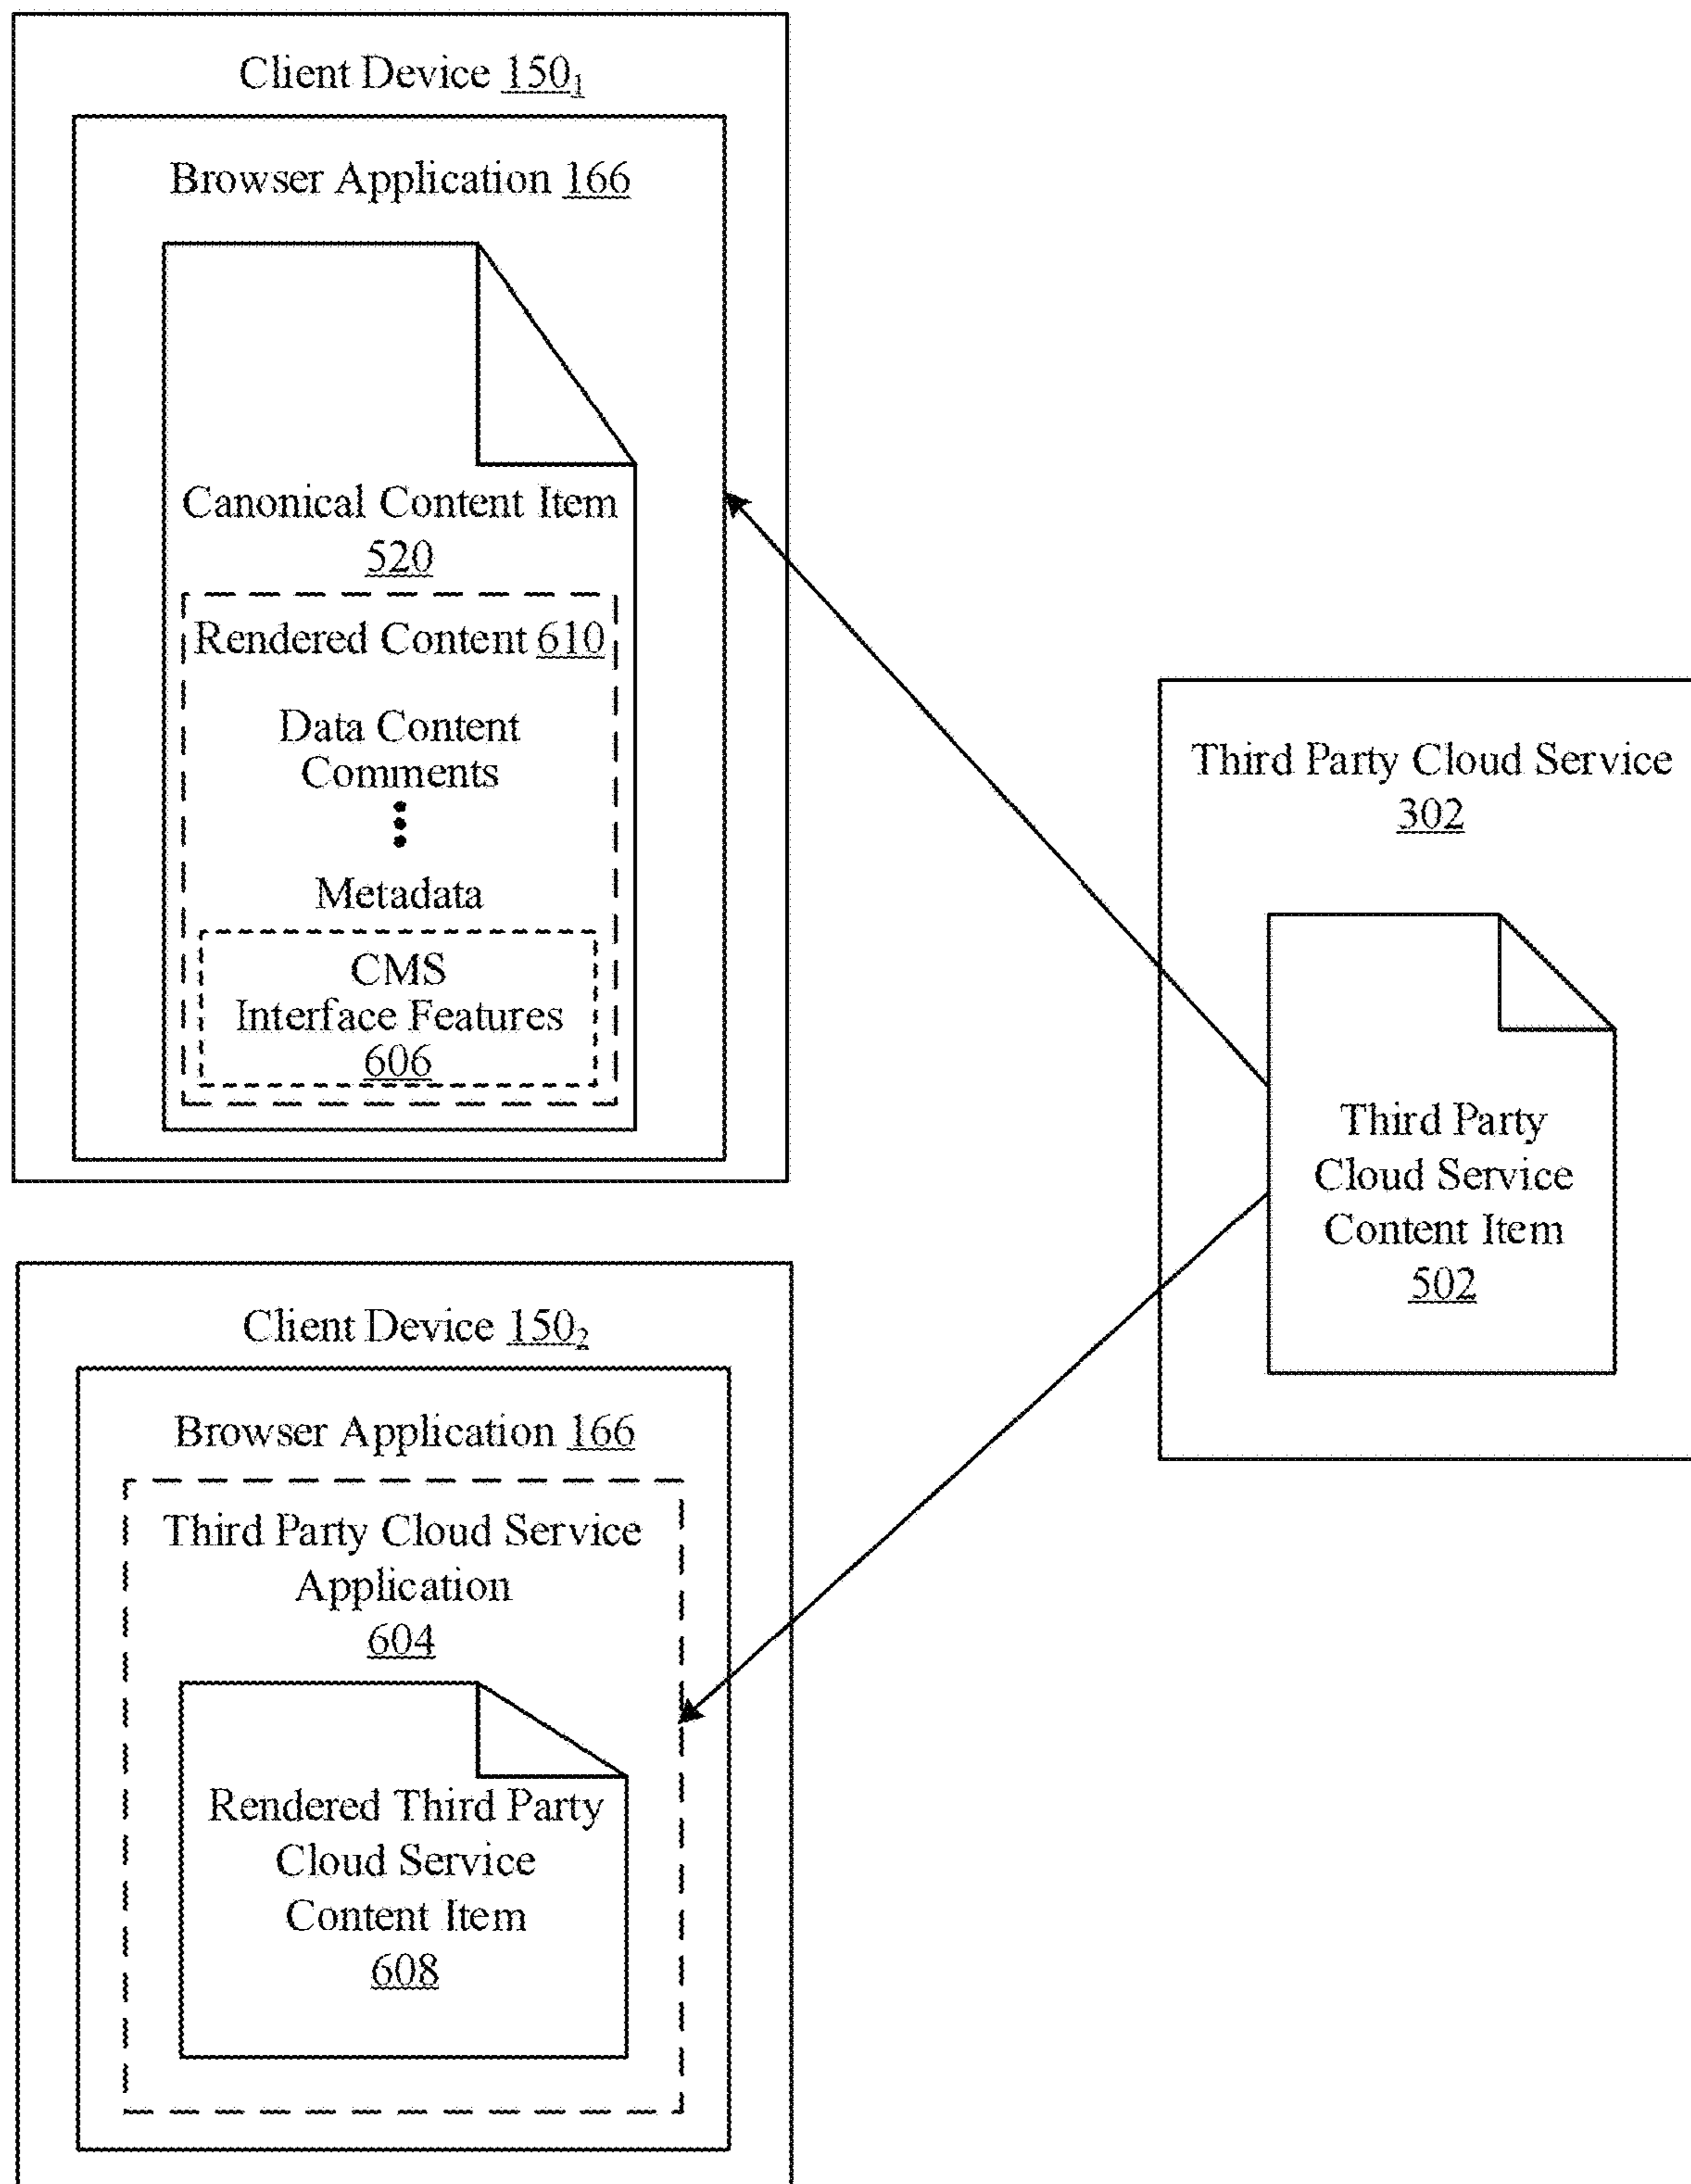 Client Device 150₁
Browser Application 166
Canonical Content Item
520
Rendered Content 610
Data Content
Comments
Metadata
CMS
Interface Features
606
Third Party Cloud Service
302
Third Party
Cloud Service
Content Item
502
Client Device 150₂
Browser Application 166
Third Party Cloud Service
Application
604
Rendered Third Party
Cloud Service
Content Item
608